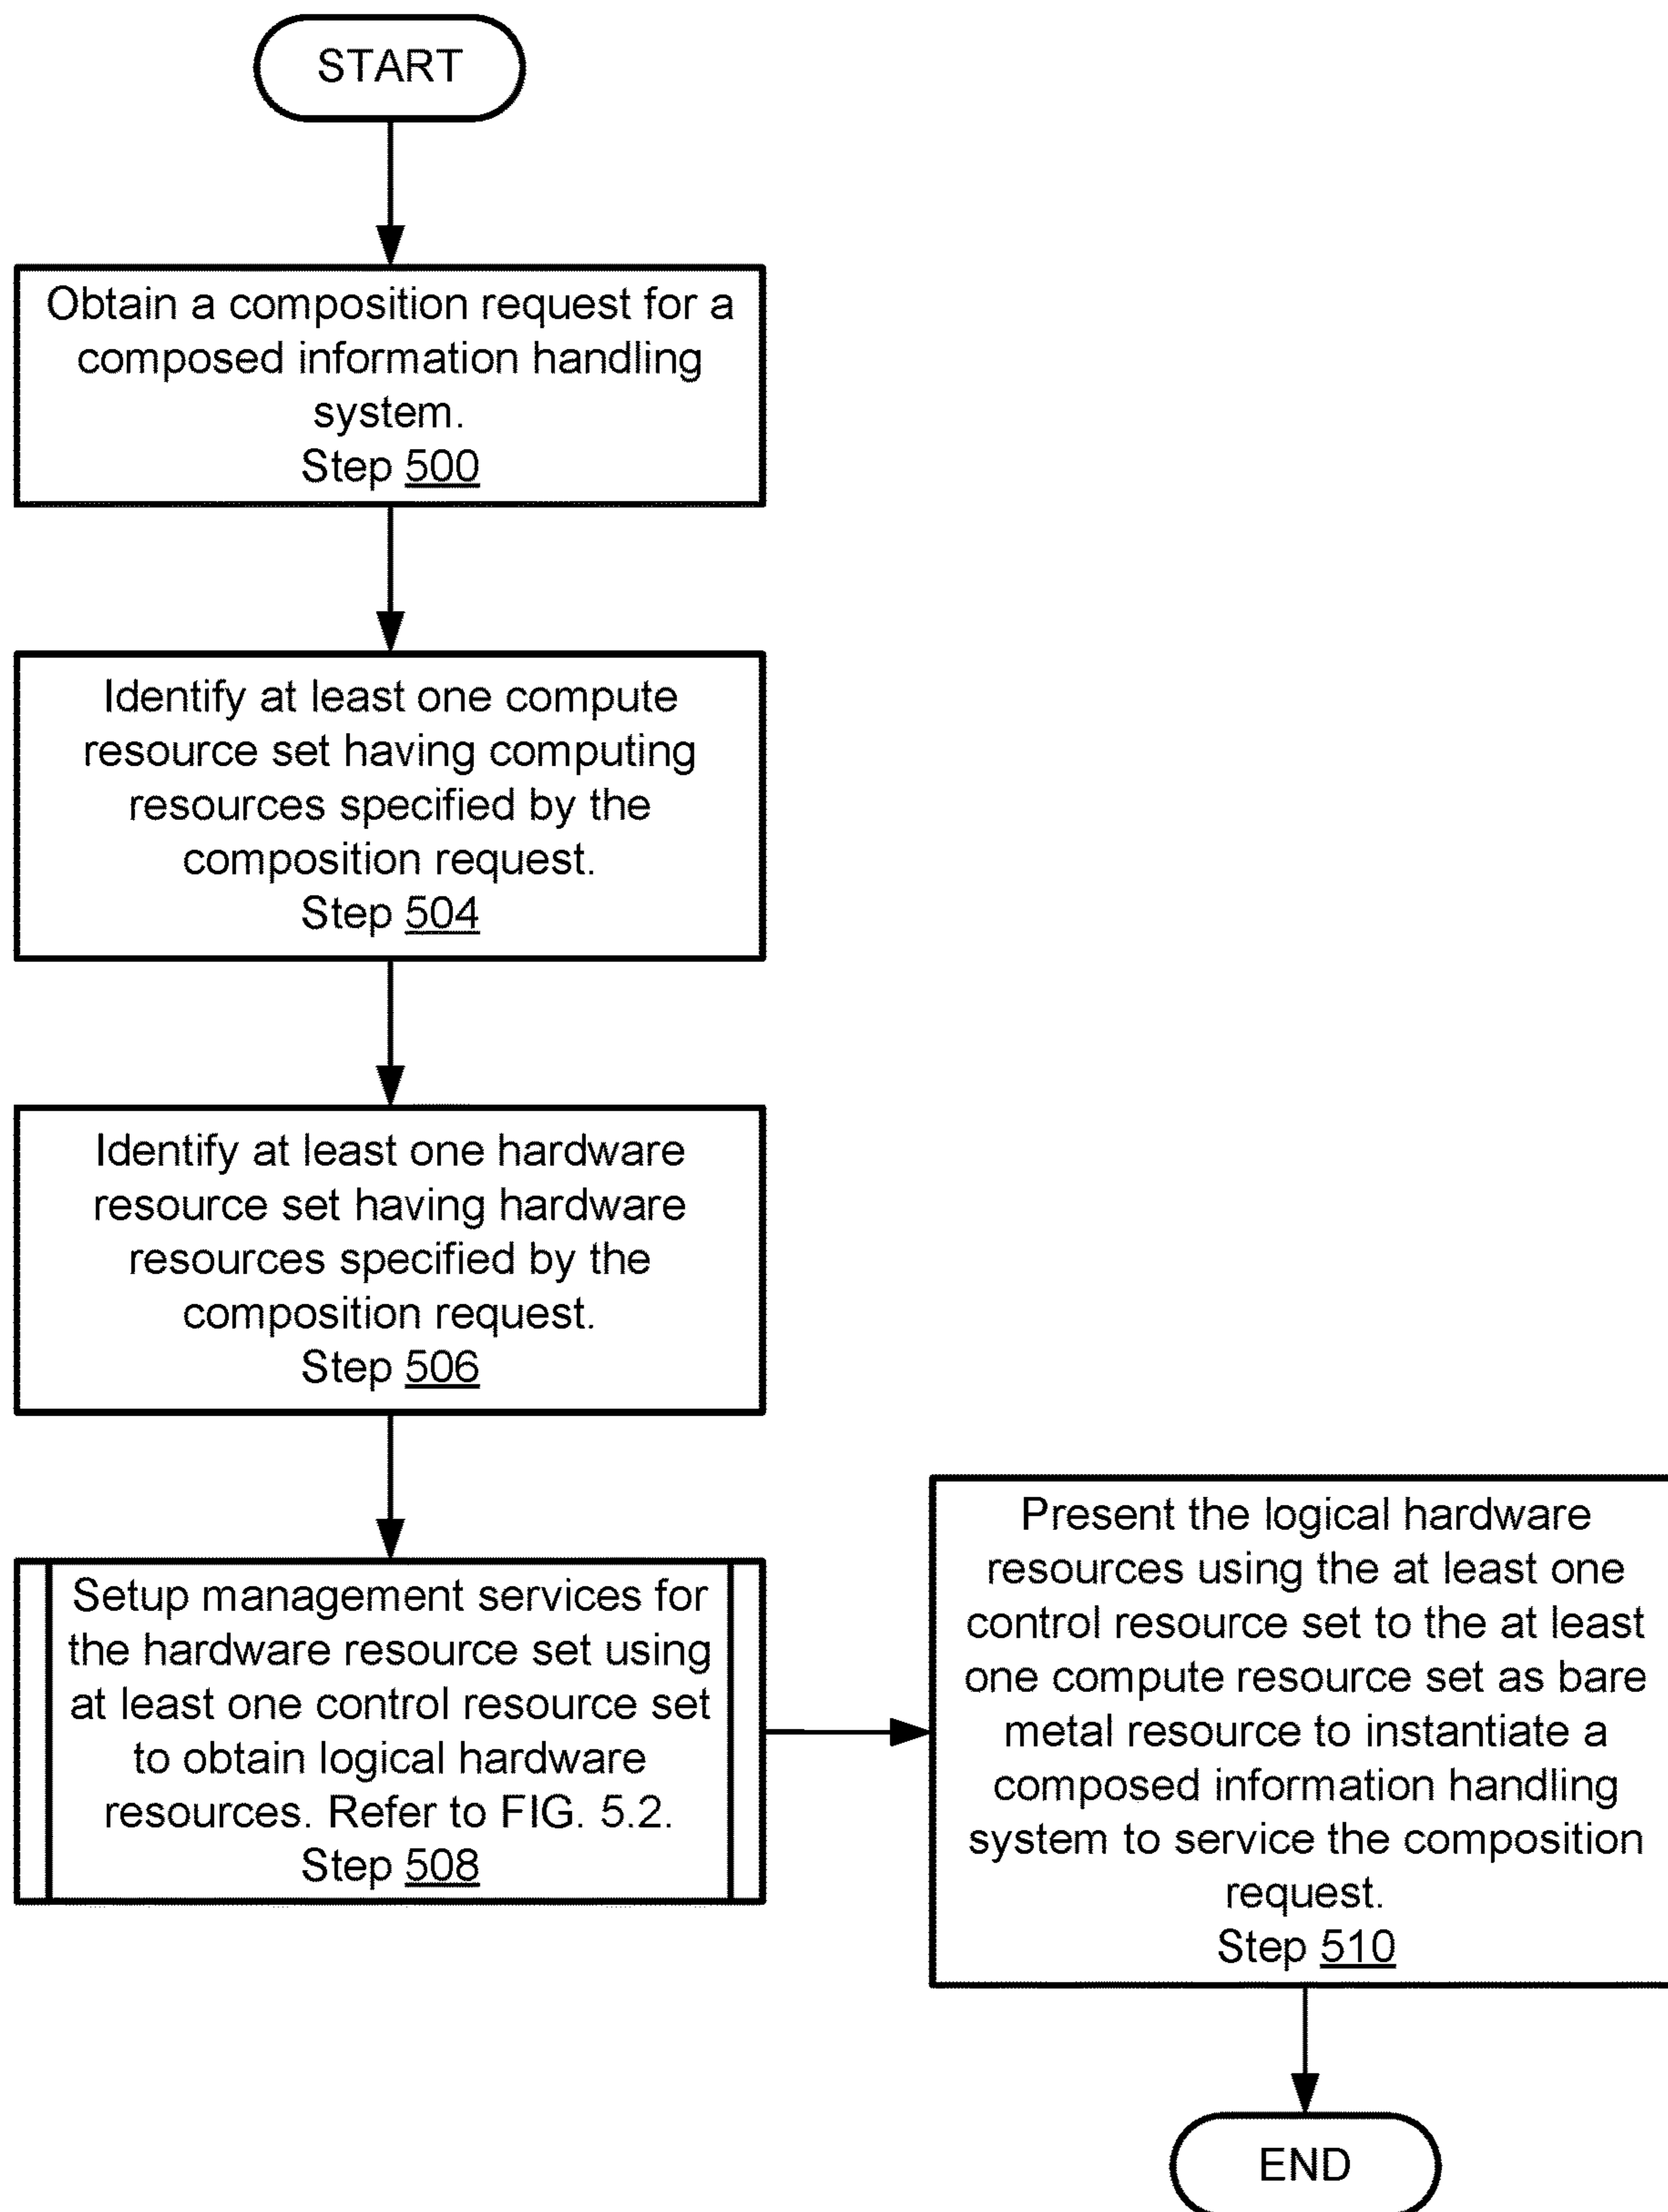 START
Obtain a composition request for a
composed information handling
system.
Step 500
Identify at least one compute
resource set having computing
resources specified by the
composition request.
Step 504
Identify at least one hardware
resource set having hardware
resources specified by the
composition request.
Step 506
Setup management services for
the hardware resource set using
at least one control resource set
to obtain logical hardware
resources. Refer to FIG. 5.2.
Step 508
Present the logical hardware
resources using the at least one
control resource set to the at least
one compute resource set as bare
metal resource to instantiate a
composed information handling
system to service the composition
request.
Step 510
END